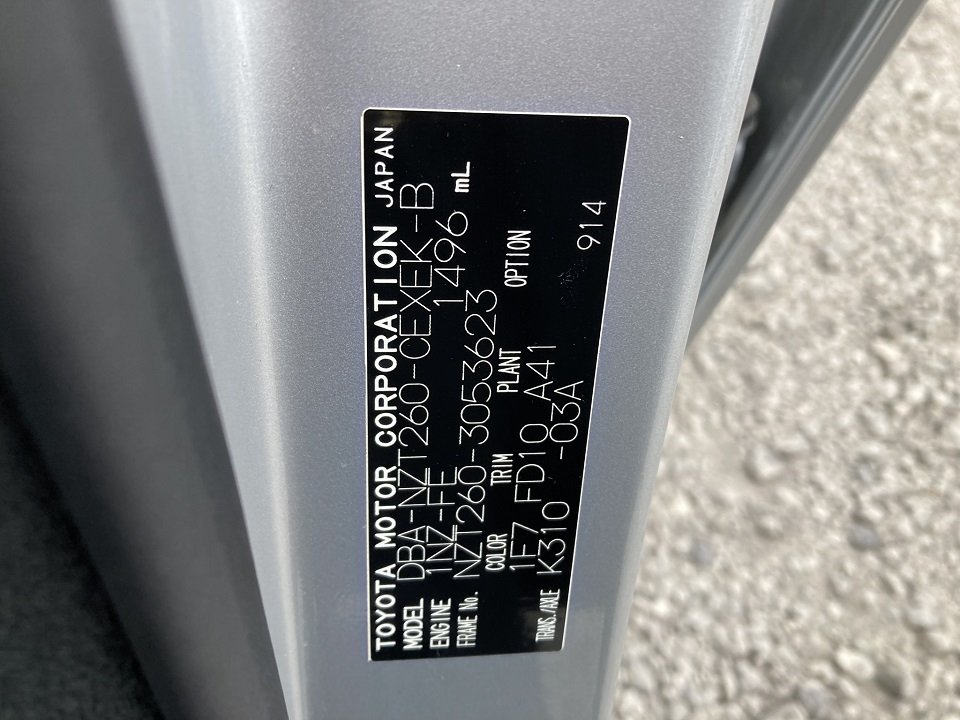 TOYOTA MOTOR CORPORATION JAPAN
MODEL DBA-NZT260-CEXEK-B
ENGINE 1NZ-FE 1496 mL
FRAME No. NZT260-3053623
COLOR TRIM PLANT OPTION
1F7 FD10 A41
TRANS./AXLE K310 -03A 914